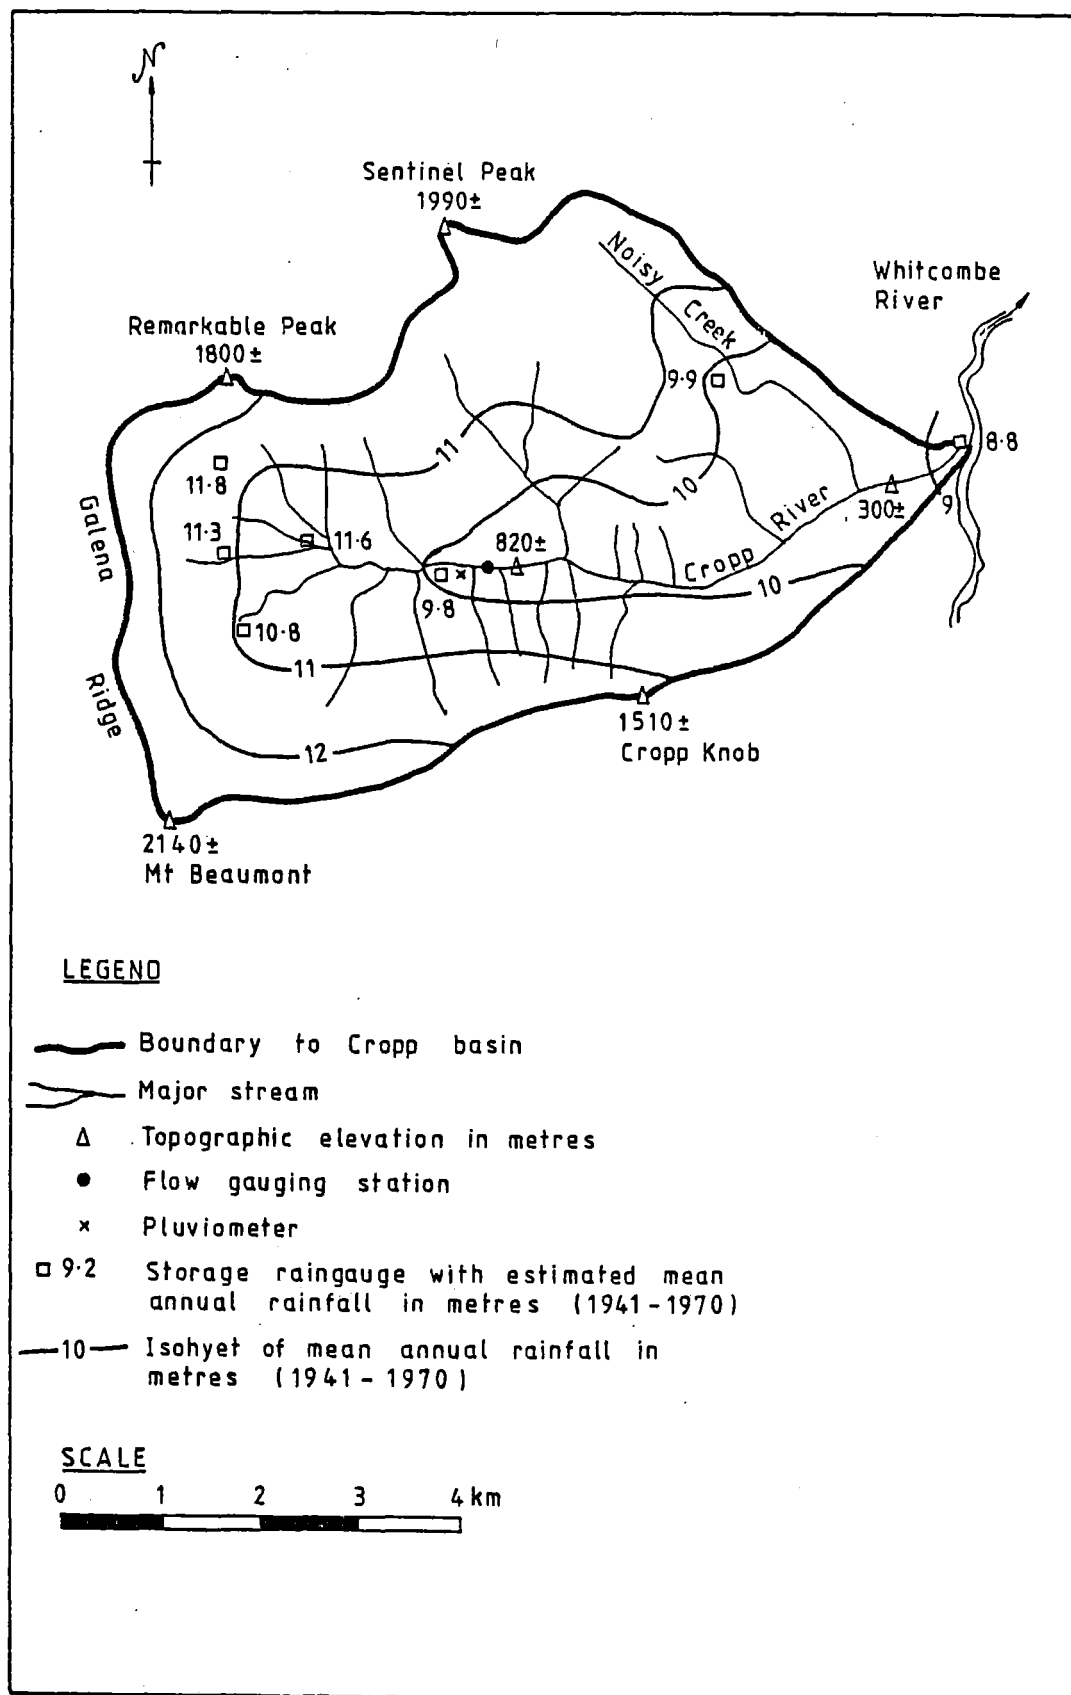 N
Sentinel Peak
1990±
Noisy Creek
Whitcombe
River
Remarkable Peak
1800±
9·9
11
8·8
11·8
10
300±
9
Galena Ridge
11·3
11·6
820±
Cropp River
10
9·8
10·8
11
1510±
Cropp Knob
12
2140±
Mt Beaumont
LEGEND
Boundary to Cropp basin
Major stream
Topographic elevation in metres
Flow gauging station
Pluviometer
9·2 Storage raingauge with estimated mean
annual rainfall in metres (1941-1970)
10 Isohyet of mean annual rainfall in
metres (1941-1970)
SCALE
0 1 2 3 4 km